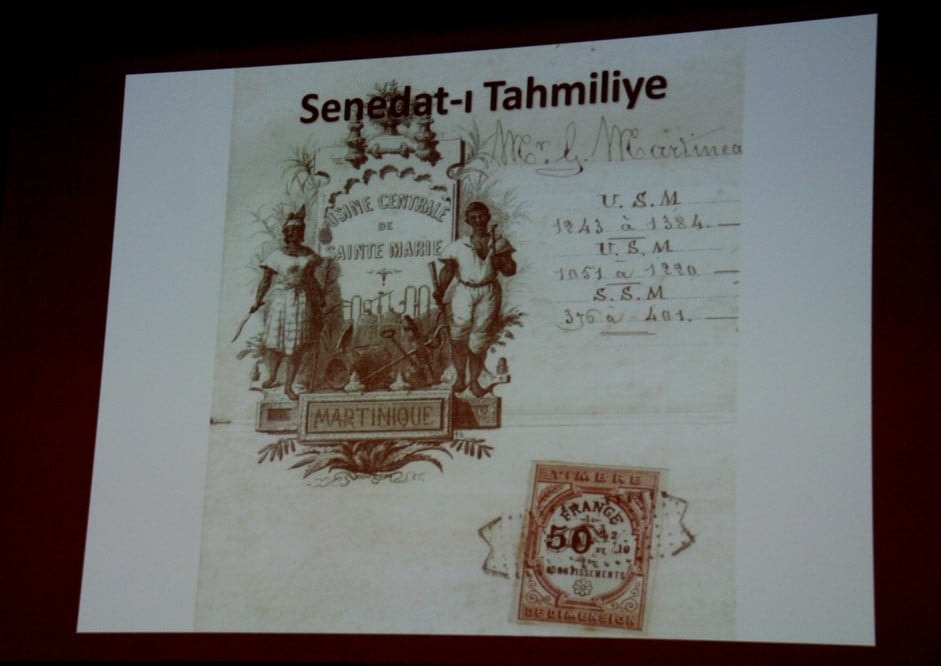 Senedat-ı Tahmiliye
Mr. G. Martinea
USINE CENTRALE
DE
SAINTE MARIE
MARTINIQUE
U. S. M
1243 à 1384.
U. S. M
1051 à 1220
S. S. M
376 à 401.
TIMBRE
FRANCE
50
DE DIMENSION